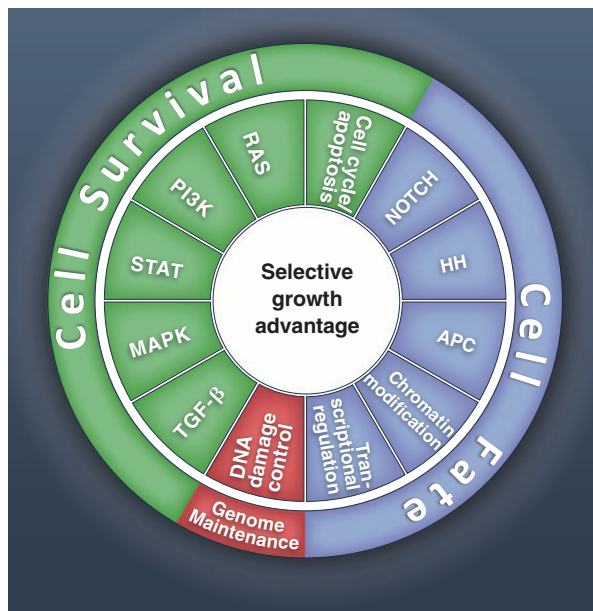 Cell Survival
Cell Fate
Genome
Maintenance
Cell cycle/
apoptosis
NOTCH
HH
APC
Chromatin
modification
Tran-
scriptional
regulation
DNA
damage
control
TGF-β
MAPK
STAT
PI3K
RAS
Selective
growth
advantage